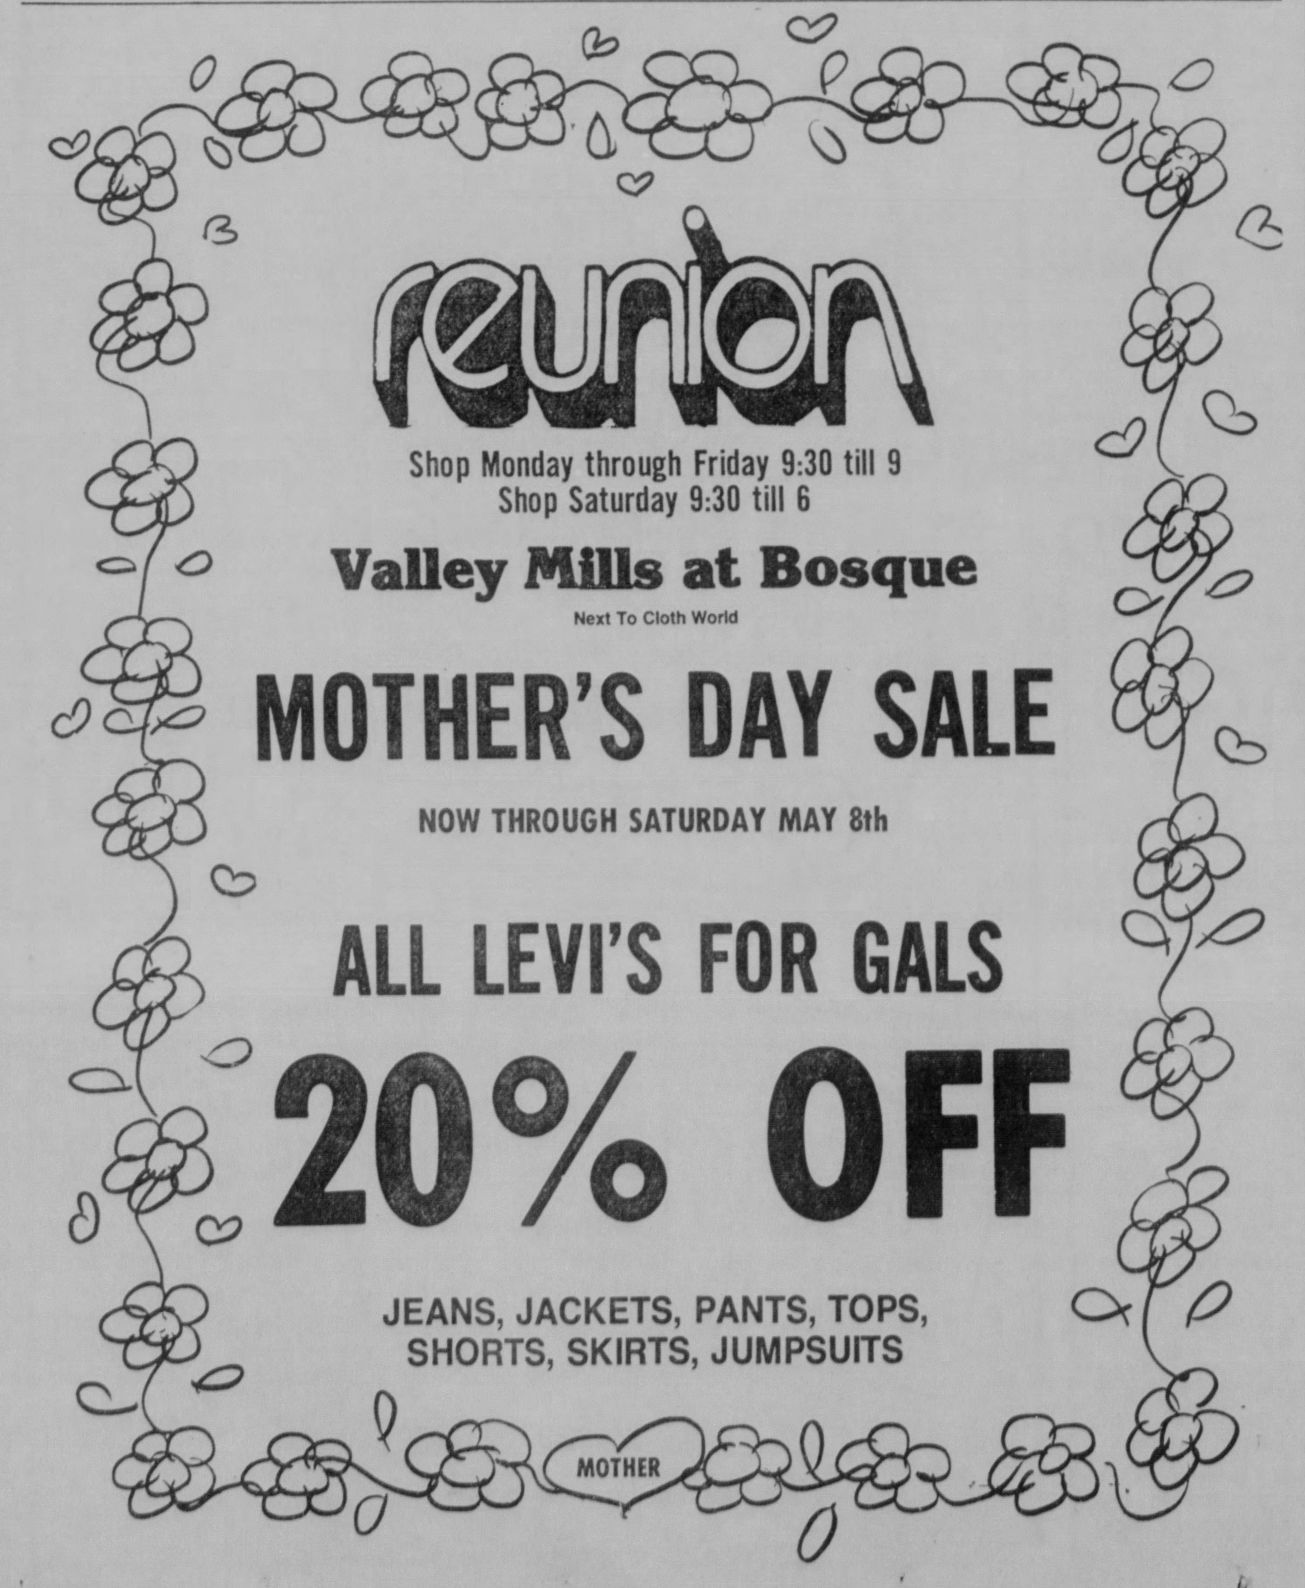 reunion
Shop Monday through Friday 9:30 till 9
Shop Saturday 9:30 till 6
Valley Mills at Bosque
Next To Cloth World
MOTHER'S DAY SALE
NOW THROUGH SATURDAY MAY 8th
ALL LEVI'S FOR GALS
20% OFF
JEANS, JACKETS, PANTS, TOPS,
SHORTS, SKIRTS, JUMPSUITS
MOTHER